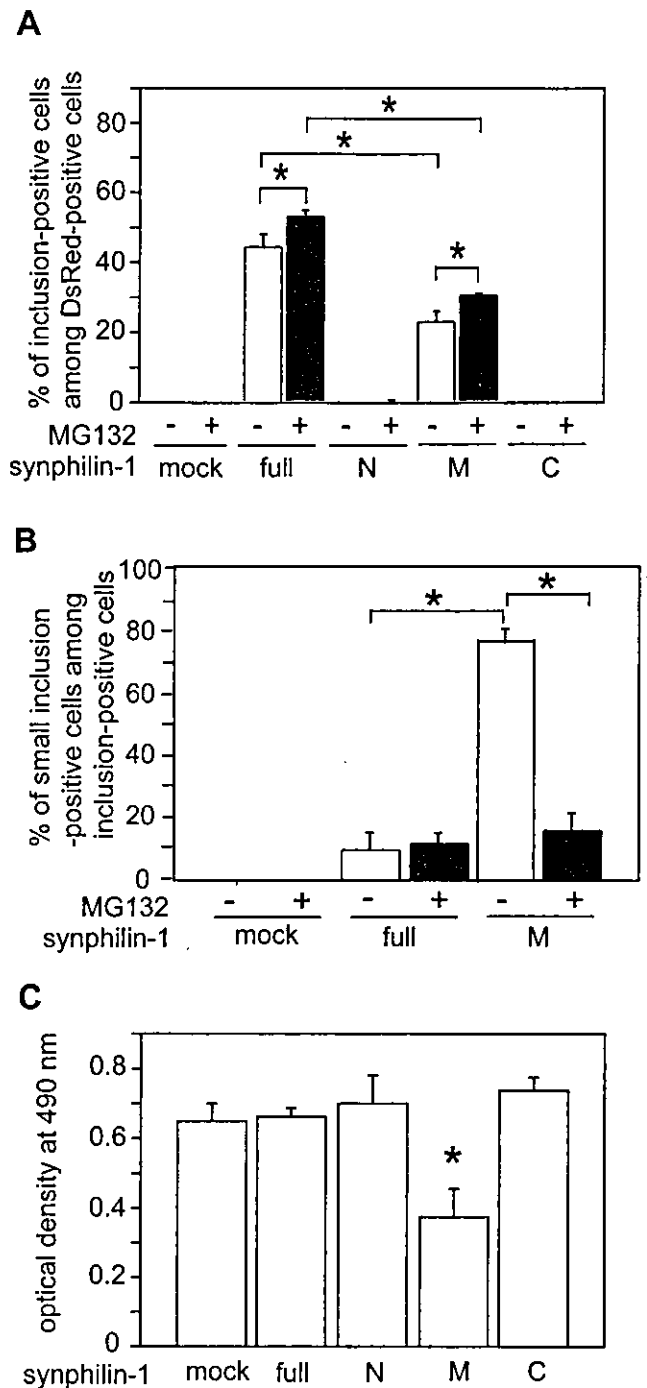 A
% of inclusion-positive cells
among DsRed-positive cells
80
60
40
20
0
* * * *
MG132 - + - + - + - + - +
synphilin-1 mock full N M C
B
% of small inclusion
-positive cells among
inclusion-positive cells
100
80
60
40
20
0
* *
MG132 - + - + - +
synphilin-1 mock full M
C
optical density at 490 nm
0.8
0.6
0.4
0.2
0
*
synphilin-1 mock full N M C